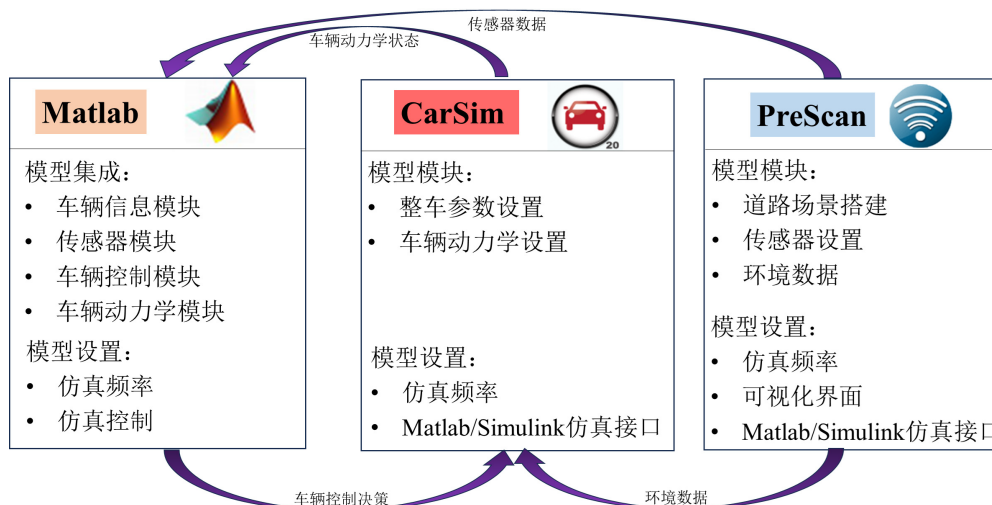 传感器数据
车辆动力学状态
Matlab
模型集成：
• 车辆信息模块
• 传感器模块
• 车辆控制模块
• 车辆动力学模块
模型设置：
• 仿真频率
• 仿真控制
CarSim
20
模型模块：
• 整车参数设置
• 车辆动力学设置
模型设置：
• 仿真频率
• Matlab/Simulink仿真接口
PreScan
模型模块：
• 道路场景搭建
• 传感器设置
• 环境数据
模型设置：
• 仿真频率
• 可视化界面
• Matlab/Simulink仿真接口
车辆控制决策
环境数据